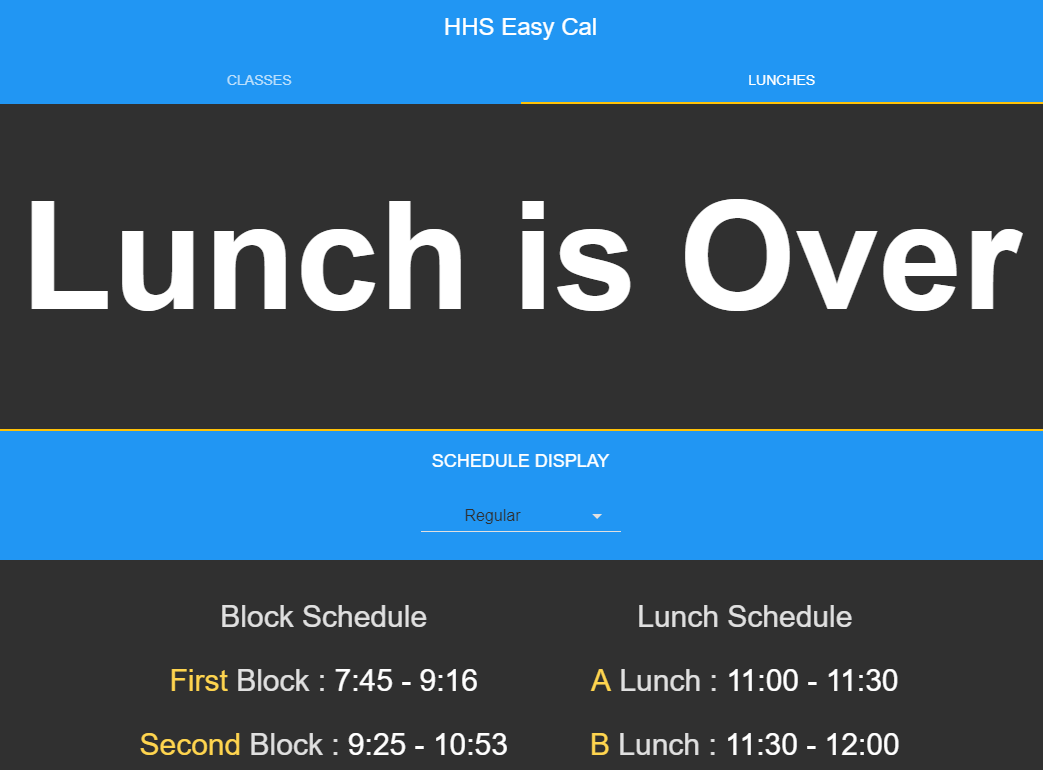 HHS Easy Cal
CLASSES
LUNCHES
Lunch is Over
SCHEDULE DISPLAY
Regular
Block Schedule
First Block : 7:45 - 9:16
Second Block : 9:25 - 10:53
Lunch Schedule
A Lunch : 11:00 - 11:30
B Lunch : 11:30 - 12:00